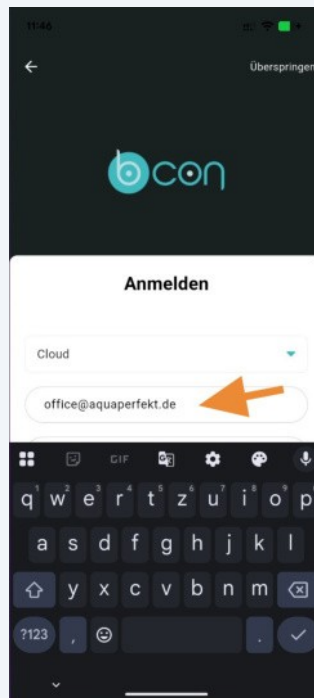 11:46
Überspringen
bcon
Anmelden
Cloud
office@aquaperfekt.de
GIF
q w e r t z u i o p
1 2 3 4 5 6 7 8 9 0
a s d f g h j k l
y x c v b n m
?123 , .